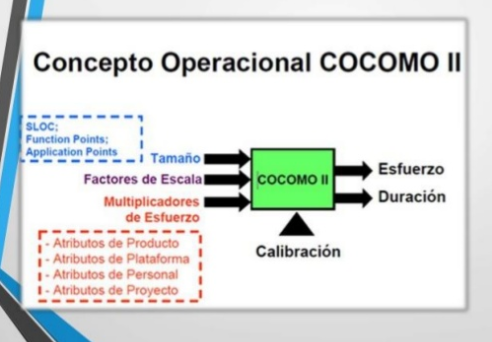 Concepto Operacional COCOMO II
SLOC;
Function Points;
Application Points
Tamaño
Factores de Escala
Multiplicadores
de Esfuerzo
- Atributos de Producto
- Atributos de Plataforma
- Atributos de Personal
- Atributos de Proyecto
COCOMO II
Calibración
Esfuerzo
Duración